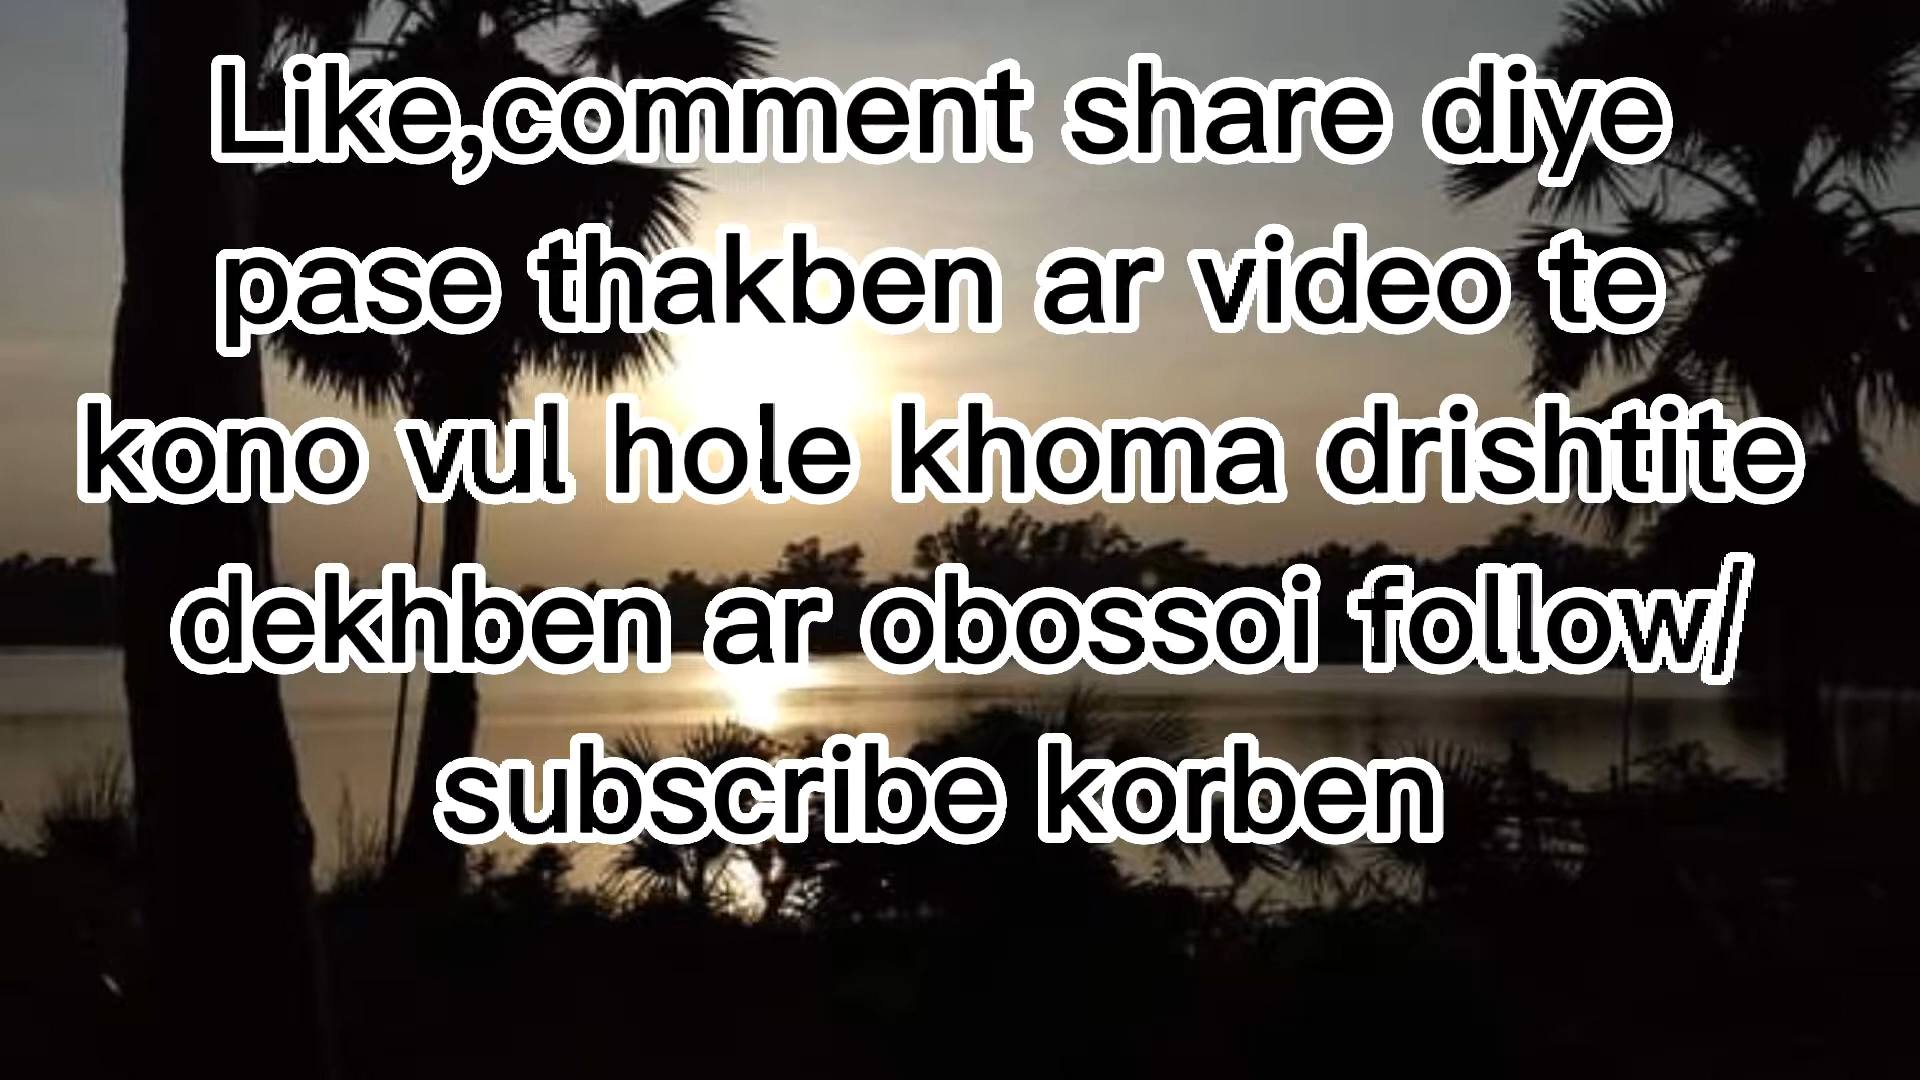 Like,comment share diye
pase thakben ar video te
kono vul hole khoma drishtite
dekhben ar obossoi follow/
subscribe korben